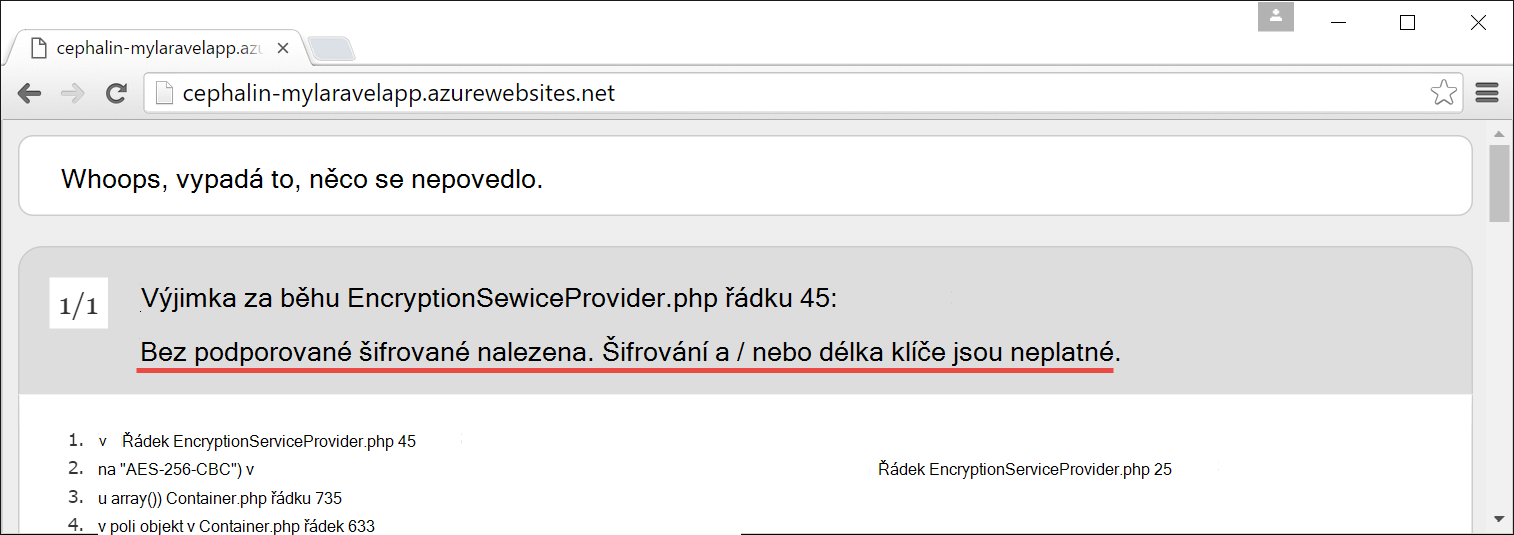 cephalin-mylaravelapp.azu
cephalin-mylaravelapp.azurewebsites.net
Whoops, vypadá to, něco se nepovedlo.
1/1
Výjimka za běhu EncryptionSewiceProvider.php řádku 45:
Bez podporované šifrované nalezena. Šifrování a / nebo délka klíče jsou neplatné.
1. v Řádek EncryptionServiceProvider.php 45
2. na "AES-256-CBC") v Řádek EncryptionServiceProvider.php 25
3. u array()) Container.php řádku 735
4. v poli objekt v Container.php řádek 633